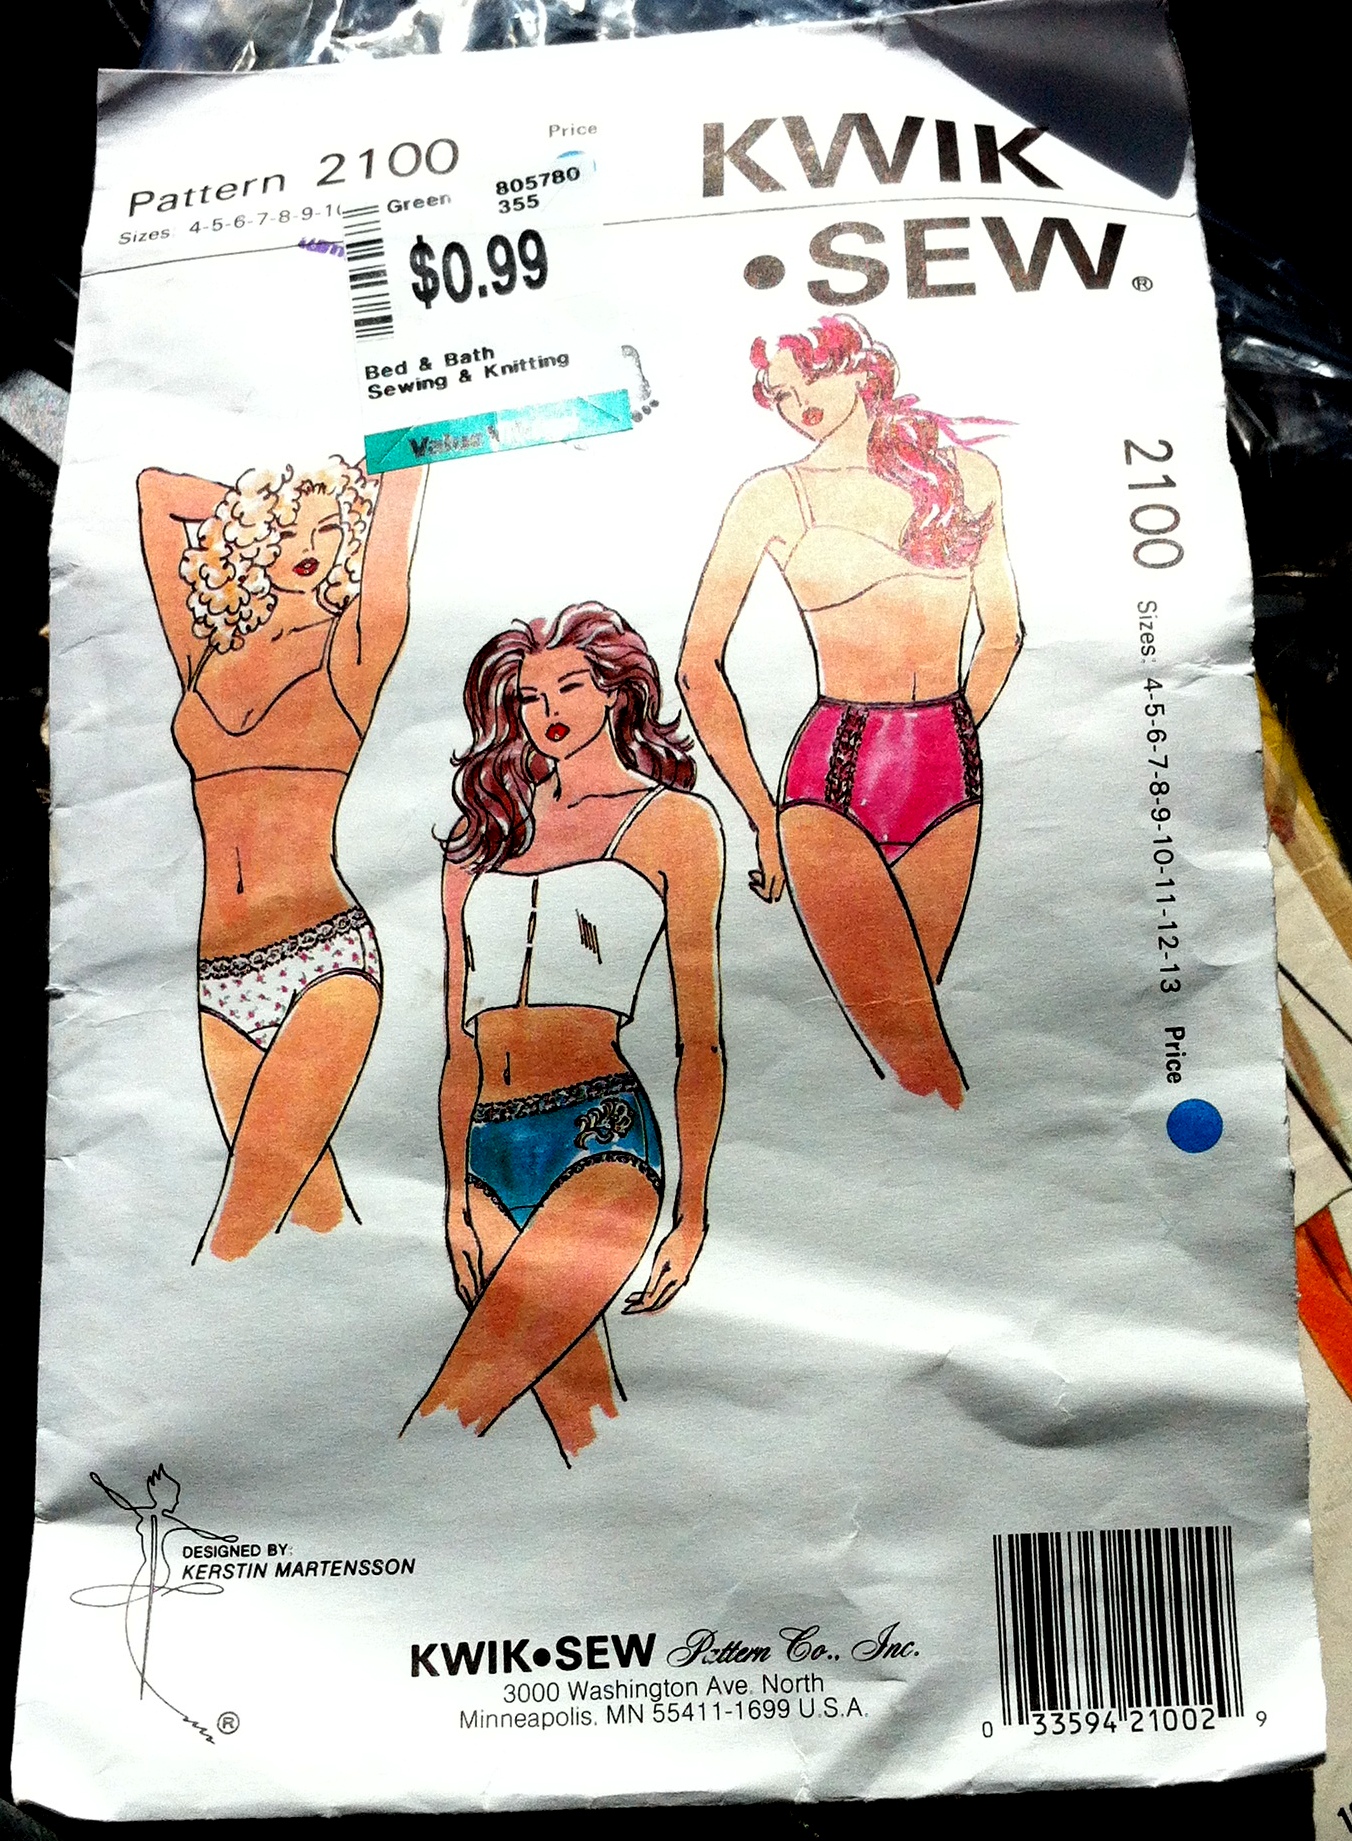 Pattern 2100
Price
KWIK
•SEW®
Sizes: 4-5-6-7-8-9-10
Green
805780
355
$0.99
Bed & Bath
Sewing & Knitting
2100 Sizes: 4-5-6-7-8-9-10-11-12-13 Price
DESIGNED BY:
KERSTIN MARTENSSON
®
KWIK•SEW Pattern Co., Inc.
3000 Washington Ave. North
Minneapolis, MN 55411-1699 U.S.A.
0 33594 21002 9